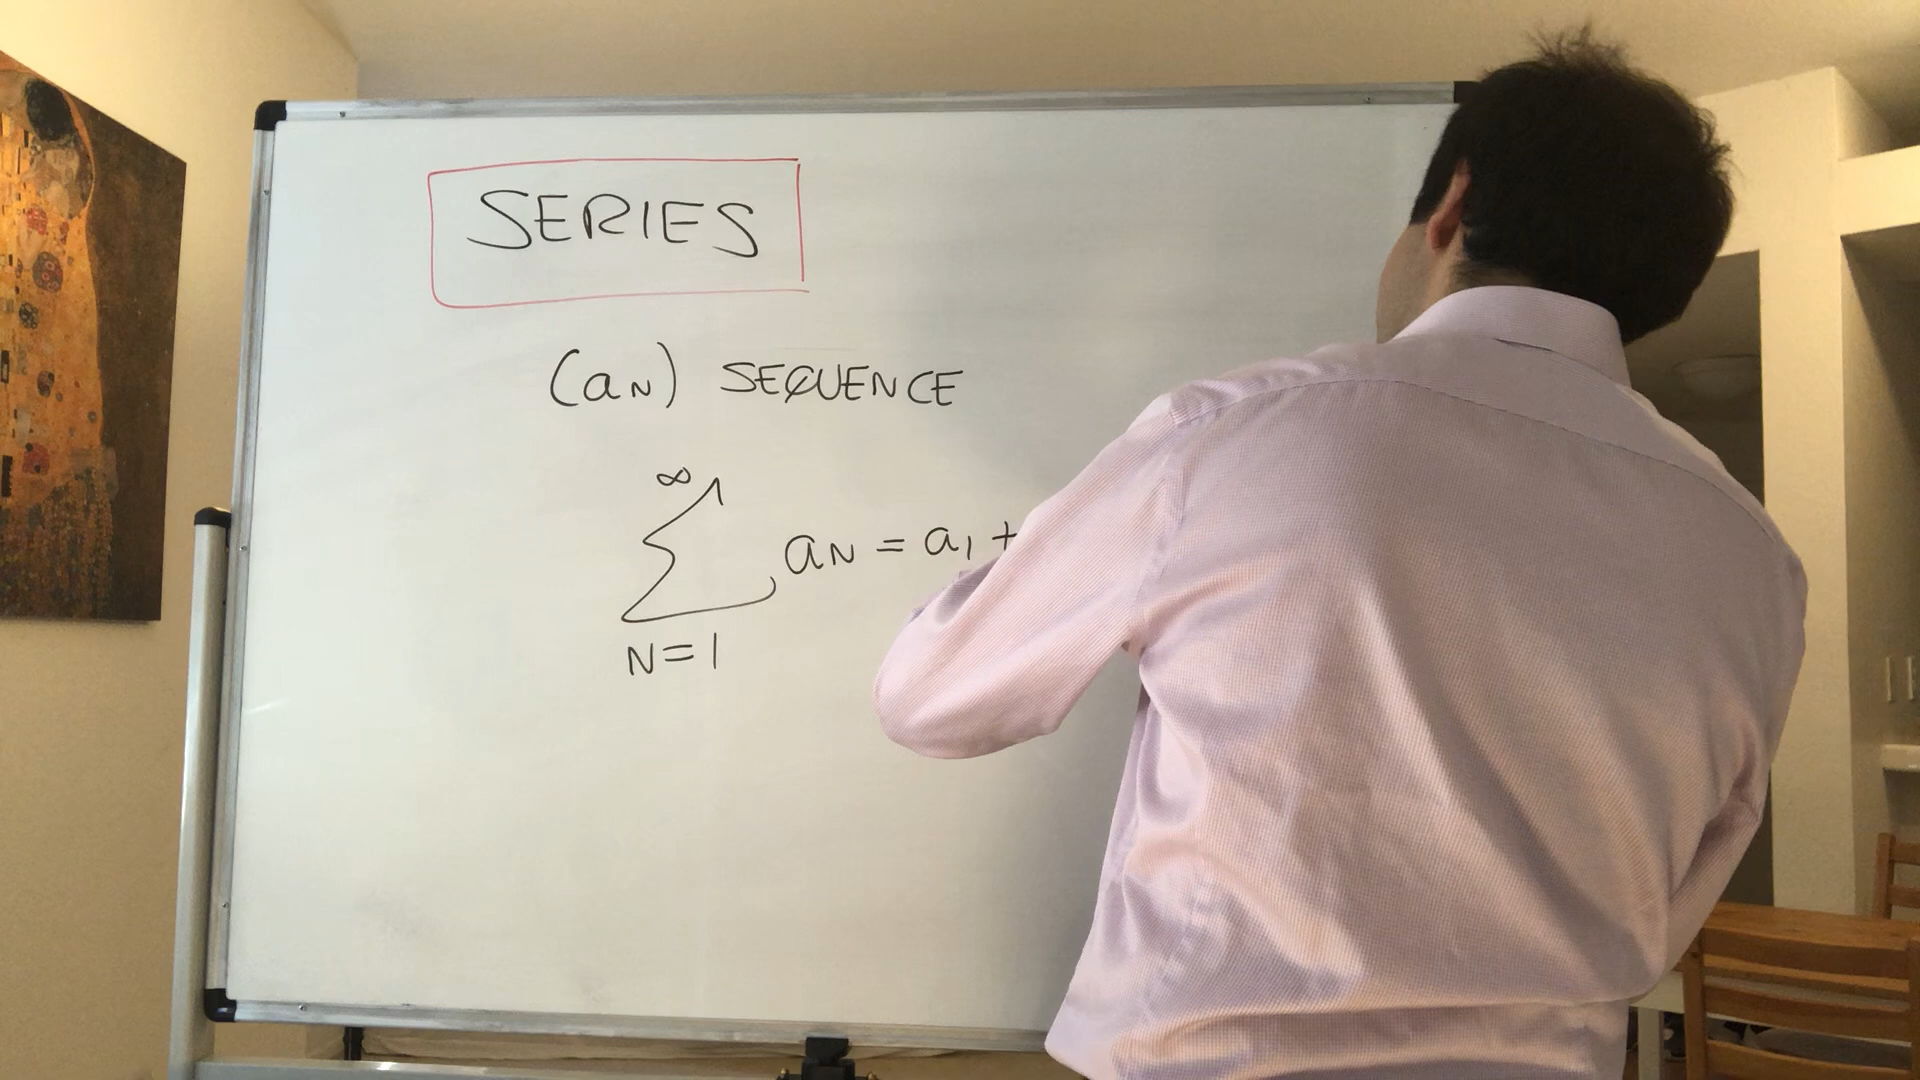 SERIES
(aN) SEQUENCE
∞
∑ aN = a1 +
N=1